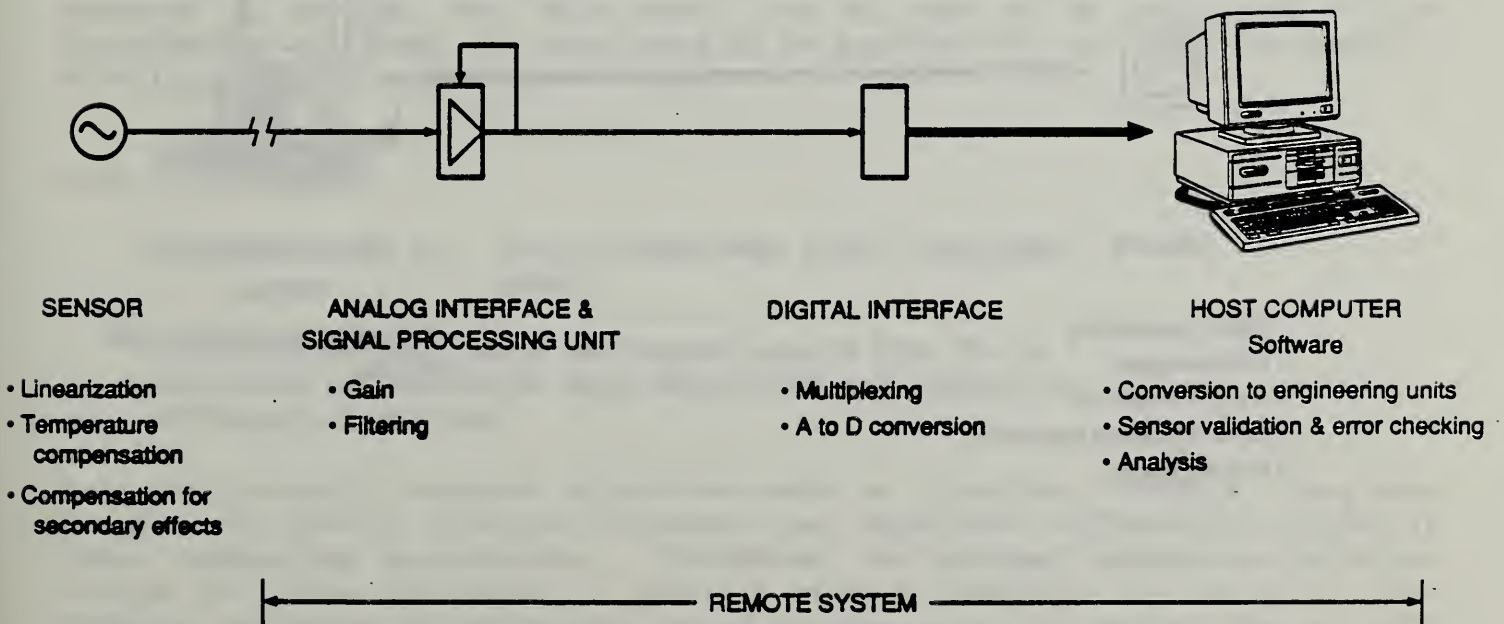 SENSOR
• Linearization
• Temperature
compensation
• Compensation for
secondary effects
ANALOG INTERFACE &
SIGNAL PROCESSING UNIT
• Gain
• Filtering
DIGITAL INTERFACE
• Multiplexing
• A to D conversion
HOST COMPUTER
Software
• Conversion to engineering units
• Sensor validation & error checking
• Analysis
REMOTE SYSTEM